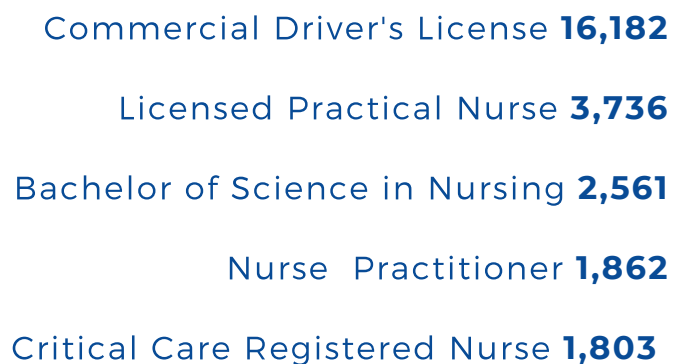 Commercial Driver's License 16,182
Licensed Practical Nurse 3,736
Bachelor of Science in Nursing 2,561
Nurse Practitioner 1,862
Critical Care Registered Nurse 1,803